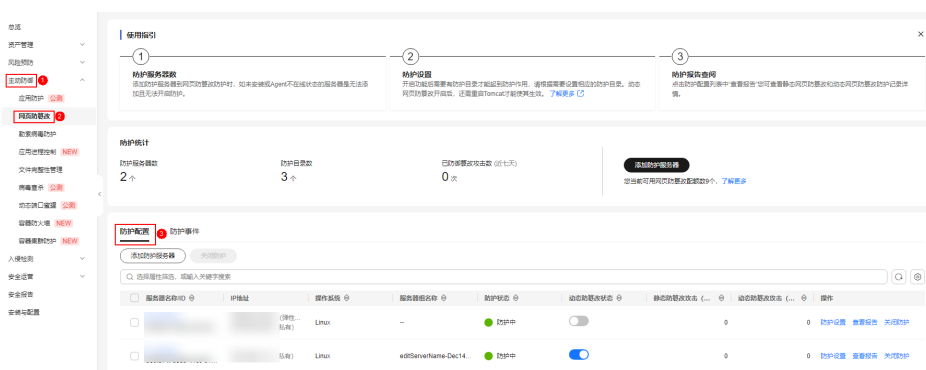 总览
资产管理
风险预防
主动防御 1
应用防护 公测
网页防篡改 2
勒索病毒防护
应用进程控制 NEW
文件完整性管理
病毒查杀 公测
动态端口蜜罐 公测
容器防火墙 NEW
容器集群防护 NEW
入侵检测
安全运营
安全报告
安装与配置
使用指引
1
防护服务器数
添加防护服务器到网页防篡改防护时,如未安装或Agent不在线状态的服务器是无法添
加且无法开启防护。
2
防护设置
开启功能后需要有防护目录才能起到防护作用,请根据需要设置相应的防护目录。动态
网页防篡改开启后,还需重启Tomcat才能使其生效。 了解更多
3
防护报告查阅
点击防护配置列表中“查看报告”您可查看静态网页防篡改和动态网页防篡改防护记录详
情。
防护统计
防护服务器数
2 个
防护目录数
3 个
已防御篡改攻击数 (近七天)
0 次
添加防护服务器
您当前可用网页防篡改配额数9个。了解更多
防护配置 3 防护事件
添加防护服务器 关闭防护
选择属性筛选,或输入关键字搜索
服务器名称/ID IP地址 操作系统 服务器组名称 防护状态 动态防篡改状态 静态防篡改攻击 (... 动态防篡改攻击 (... 操作
(弹性...
私有) Linux -- 防护中 0 0 防护设置 查看报告 关闭防护
私有) Linux editServerName-Dec14... 防护中 0 0 防护设置 查看报告 关闭防护